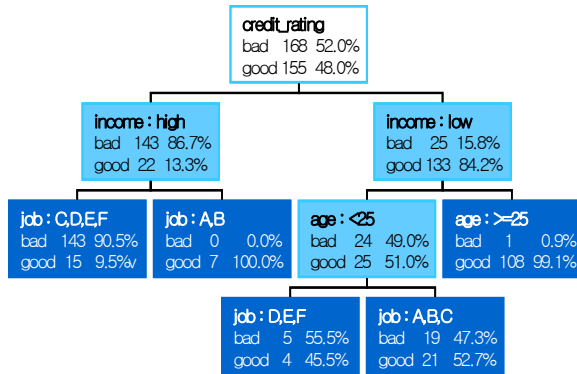 credit_rating
bad 168 52.0%
good 155 48.0%
income : high
bad 143 86.7%
good 22 13.3%
income : low
bad 25 15.8%
good 133 84.2%
job : C,D,E,F
bad 143 90.5%
good 15 9.5%v
job : A,B
bad 0 0.0%
good 7 100.0%
age : <25
bad 24 49.0%
good 25 51.0%
age : >=25
bad 1 0.9%
good 108 99.1%
job : D,E,F
bad 5 55.5%
good 4 45.5%
job : A,B,C
bad 19 47.3%
good 21 52.7%